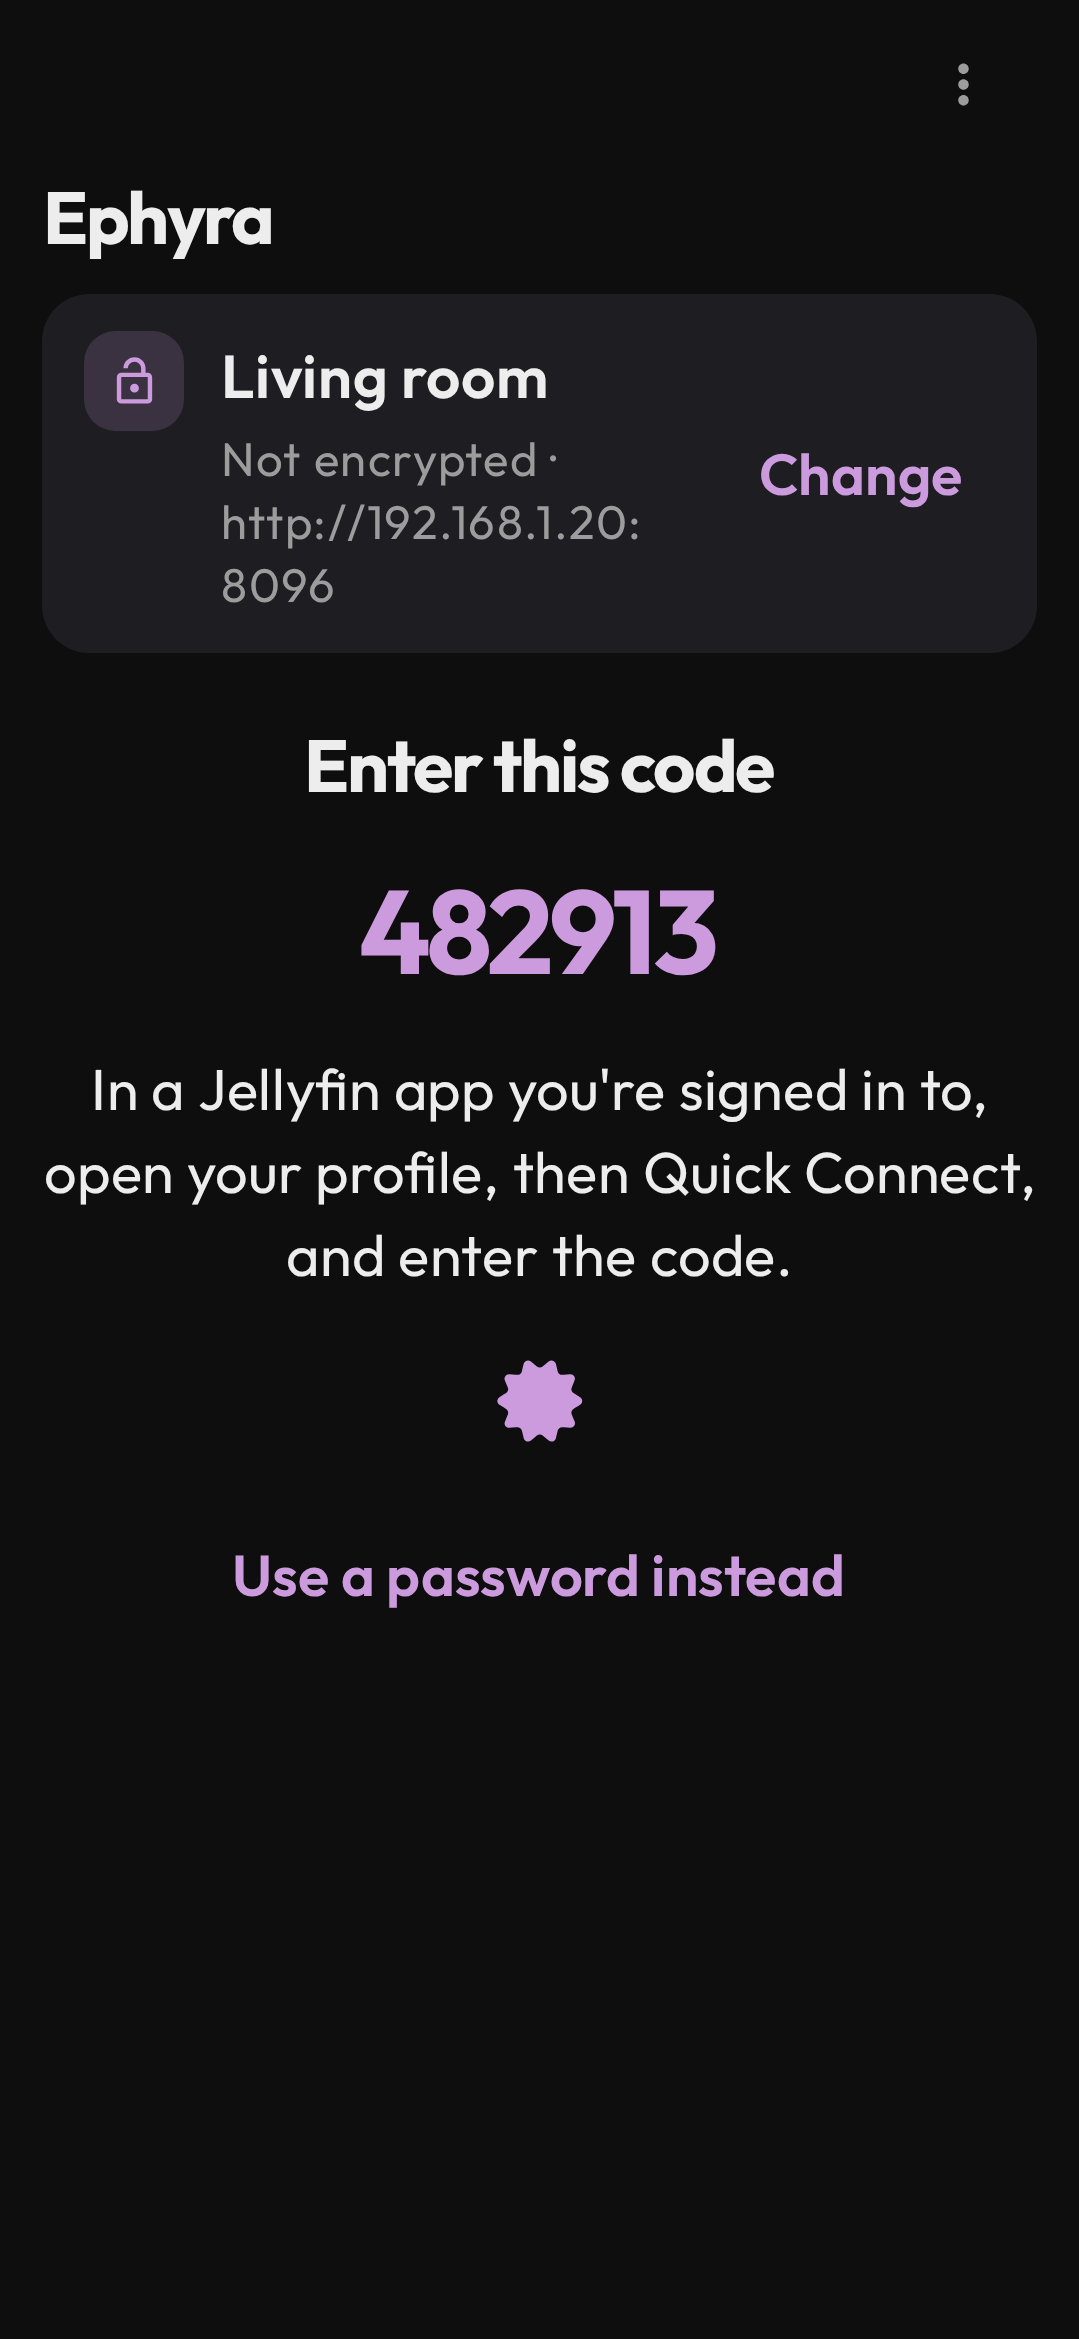 Ephyra
Living room
Not encrypted ·
http://192.168.1.20:
8096
Change
Enter this code
482913
In a Jellyfin app you're signed in to,
open your profile, then Quick Connect,
and enter the code.
Use a password instead